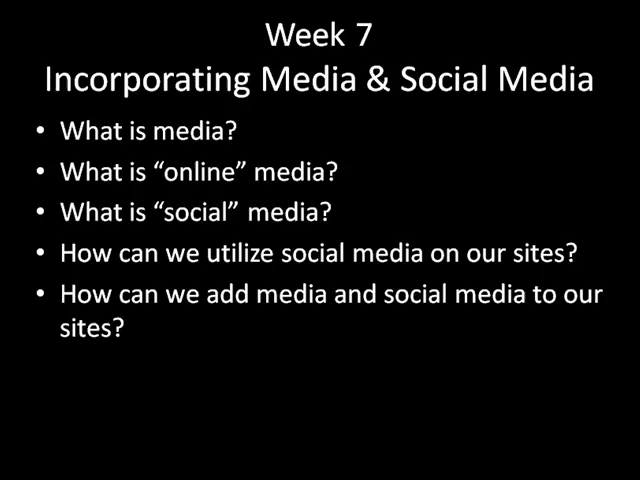 Week 7
Incorporating Media & Social Media
• What is media?
• What is “online” media?
• What is “social” media?
• How can we utilize social media on our sites?
• How can we add media and social media to our
sites?